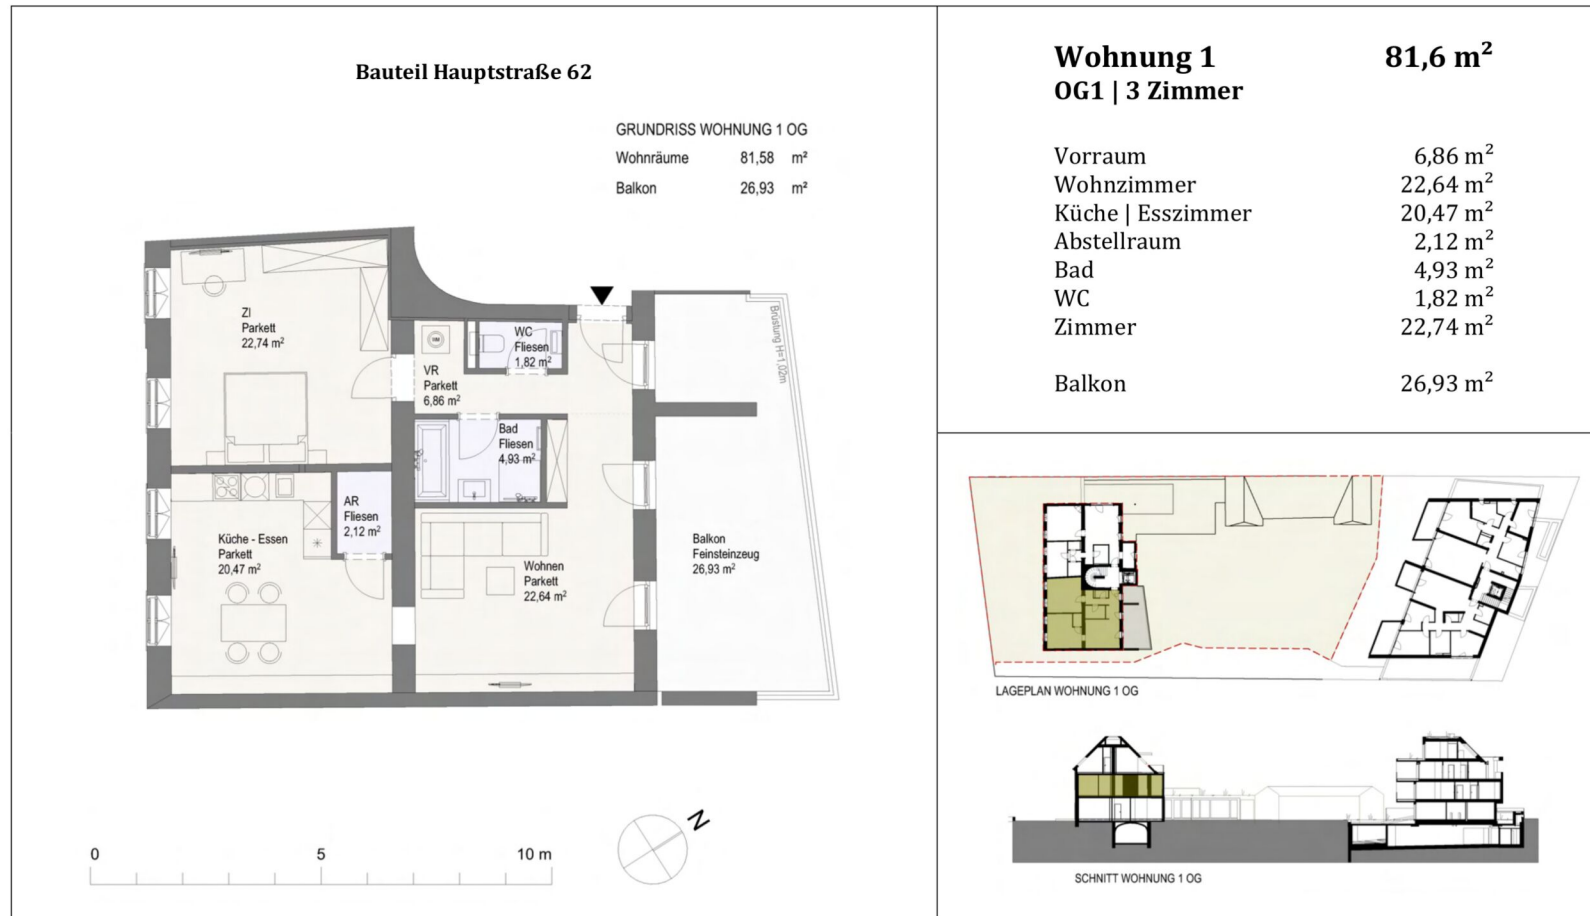 Bauteil Hauptstraße 62
GRUNDRISS WOHNUNG 1 OG
Wohnräume 81,58 m²
Balkon 26,93 m²
ZI
Parkett
22,74 m²
WC
Fliesen
1,82 m²
WM
VR
Parkett
6,86 m²
Bad
Fliesen
4,93 m²
AR
Fliesen
2,12 m²
Küche - Essen
Parkett
20,47 m²
Wohnen
Parkett
22,64 m²
Balkon
Feinsteinzeug
26,93 m²
Brüstung H=1,02m
N
0 5 10 m
Wohnung 1 81,6 m²
OG1 | 3 Zimmer
Vorraum 6,86 m²
Wohnzimmer 22,64 m²
Küche | Esszimmer 20,47 m²
Abstellraum 2,12 m²
Bad 4,93 m²
WC 1,82 m²
Zimmer 22,74 m²
Balkon 26,93 m²
LAGEPLAN WOHNUNG 1 OG
SCHNITT WOHNUNG 1 OG